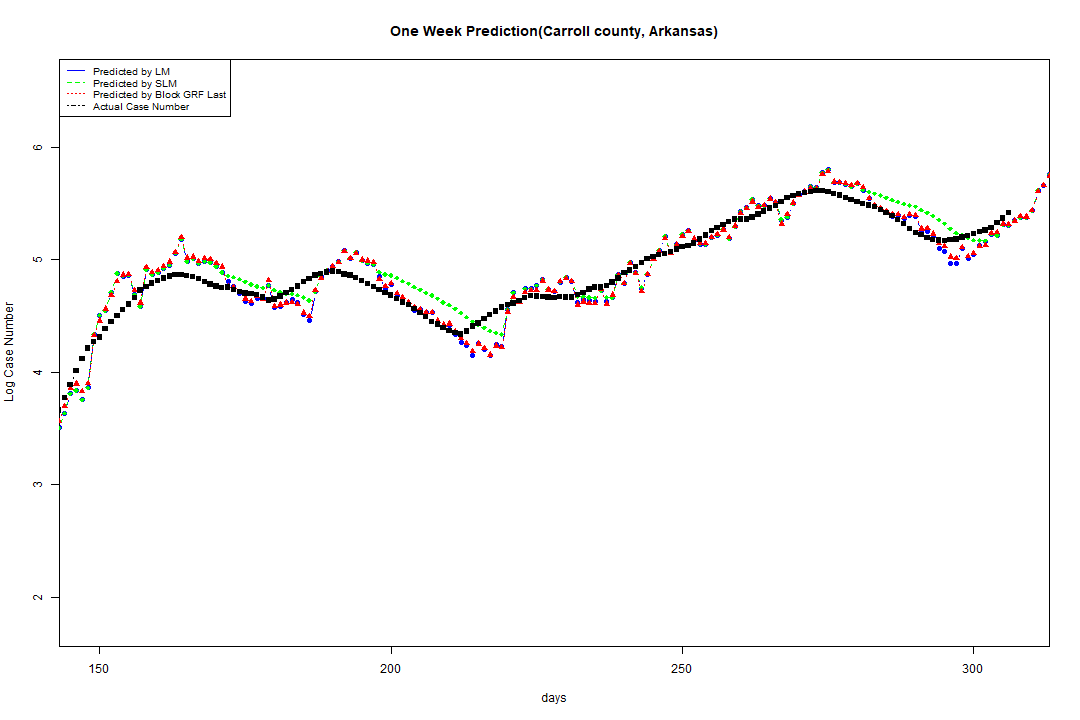 One Week Prediction(Carroll county, Arkansas)
Predicted by LM
Predicted by SLM
Predicted by Block GRF Last
Actual Case Number
6
5
4
3
2
Log Case Number
150 200 250 300
days